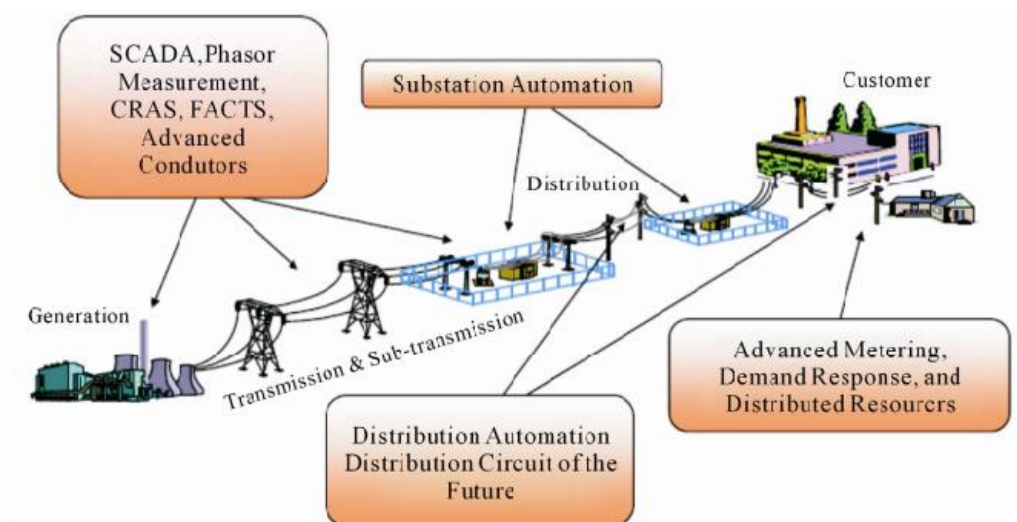 SCADA,Phasor
Measurement,
CRAS, FACTS,
Advanced
Condutors
Substation Automation
Customer
Distribution
Generation
Transmission & Sub-transmission
Advanced Metering,
Demand Response, and
Distributed Resourcrs
Distribution Automation
Distribution Circuit of the
Future